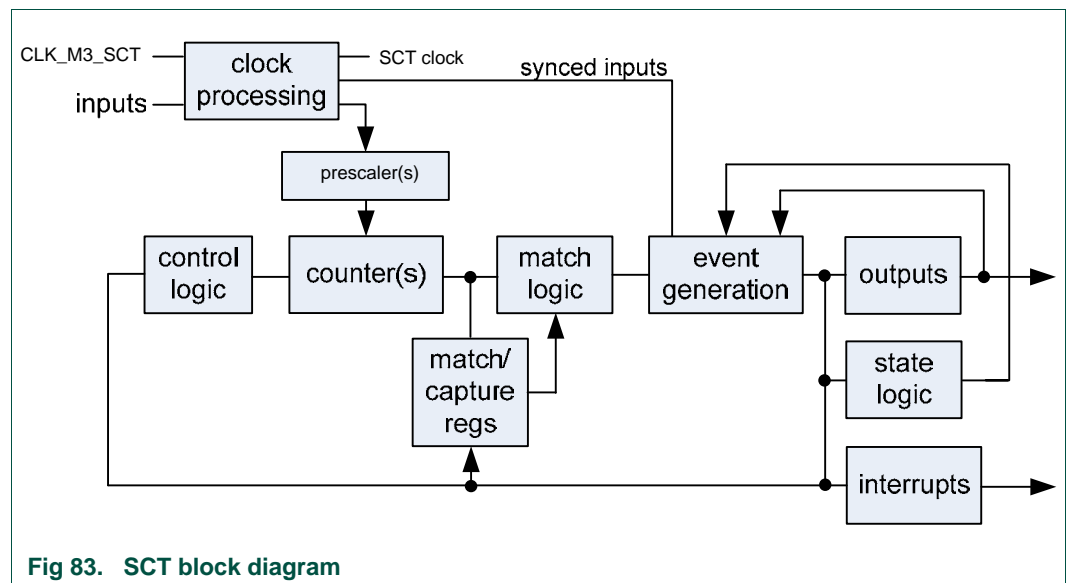 CLK_M3_SCT
inputs
clock
processing
SCT clock
synced inputs
prescaler(s)
control
logic
counter(s)
match
logic
event
generation
outputs
match/
capture
regs
state
logic
interrupts
Fig 83. SCT block diagram